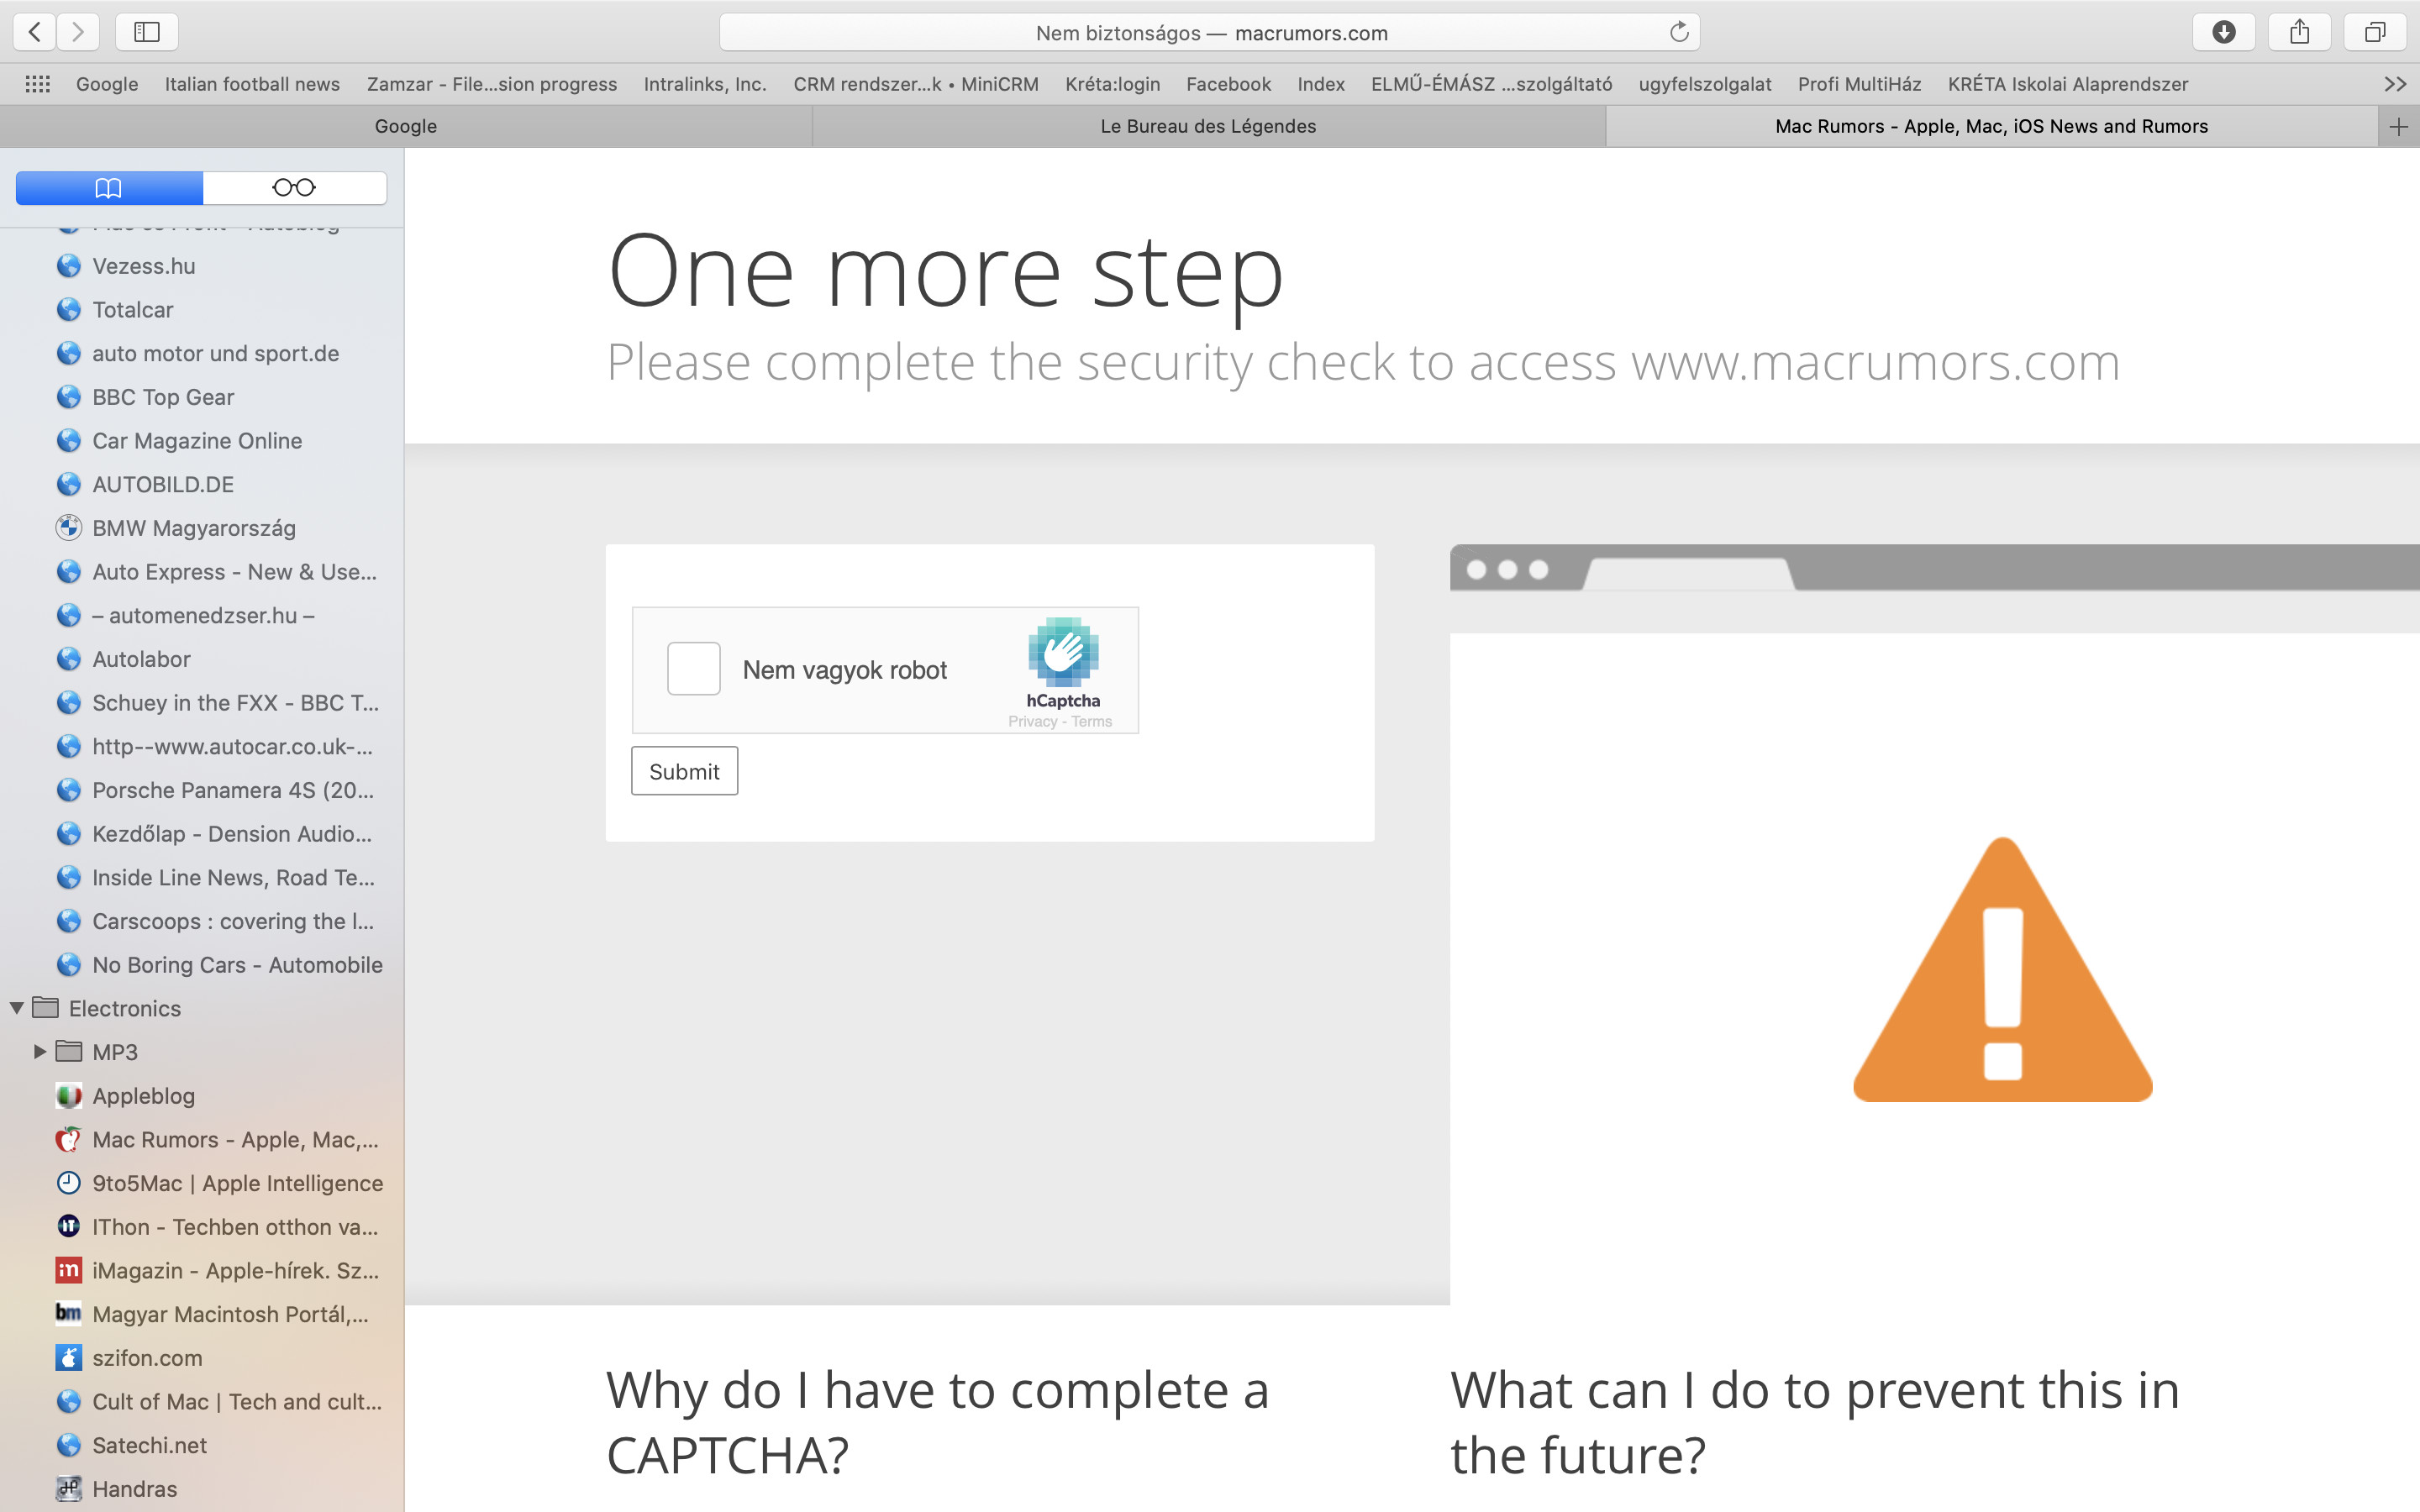 Nem biztonságos — macrumors.com
Google
Italian football news
Zamzar - File...sion progress
Intralinks, Inc.
CRM rendszer...k • MiniCRM
Kréta:login
Facebook
Index
ELMŰ-ÉMÁSZ ...szolgáltató
ugyfelszolgalat
Profi MultiHáz
KRÉTA Iskolai Alaprendszer
Google
Le Bureau des Légendes
Mac Rumors - Apple, Mac, iOS News and Rumors
Vezess.hu
Totalcar
auto motor und sport.de
BBC Top Gear
Car Magazine Online
AUTOBILD.DE
BMW Magyarország
Auto Express - New & Use...
– automenedzser.hu –
Autolabor
Schuey in the FXX - BBC T...
http--www.autocar.co.uk-...
Porsche Panamera 4S (20...
Kezdőlap - Dension Audio...
Inside Line News, Road Te...
Carscoops : covering the l...
No Boring Cars - Automobile
Electronics
MP3
Appleblog
Mac Rumors - Apple, Mac,...
9to5Mac | Apple Intelligence
IThon - Techben otthon va...
iMagazin - Apple-hírek. Sz...
Magyar Macintosh Portál,...
szifon.com
Cult of Mac | Tech and cult...
Satechi.net
Handras
One more step
Please complete the security check to access www.macrumors.com
Nem vagyok robot
hCaptcha
Privacy - Terms
Submit
Why do I have to complete a
CAPTCHA?
What can I do to prevent this in
the future?